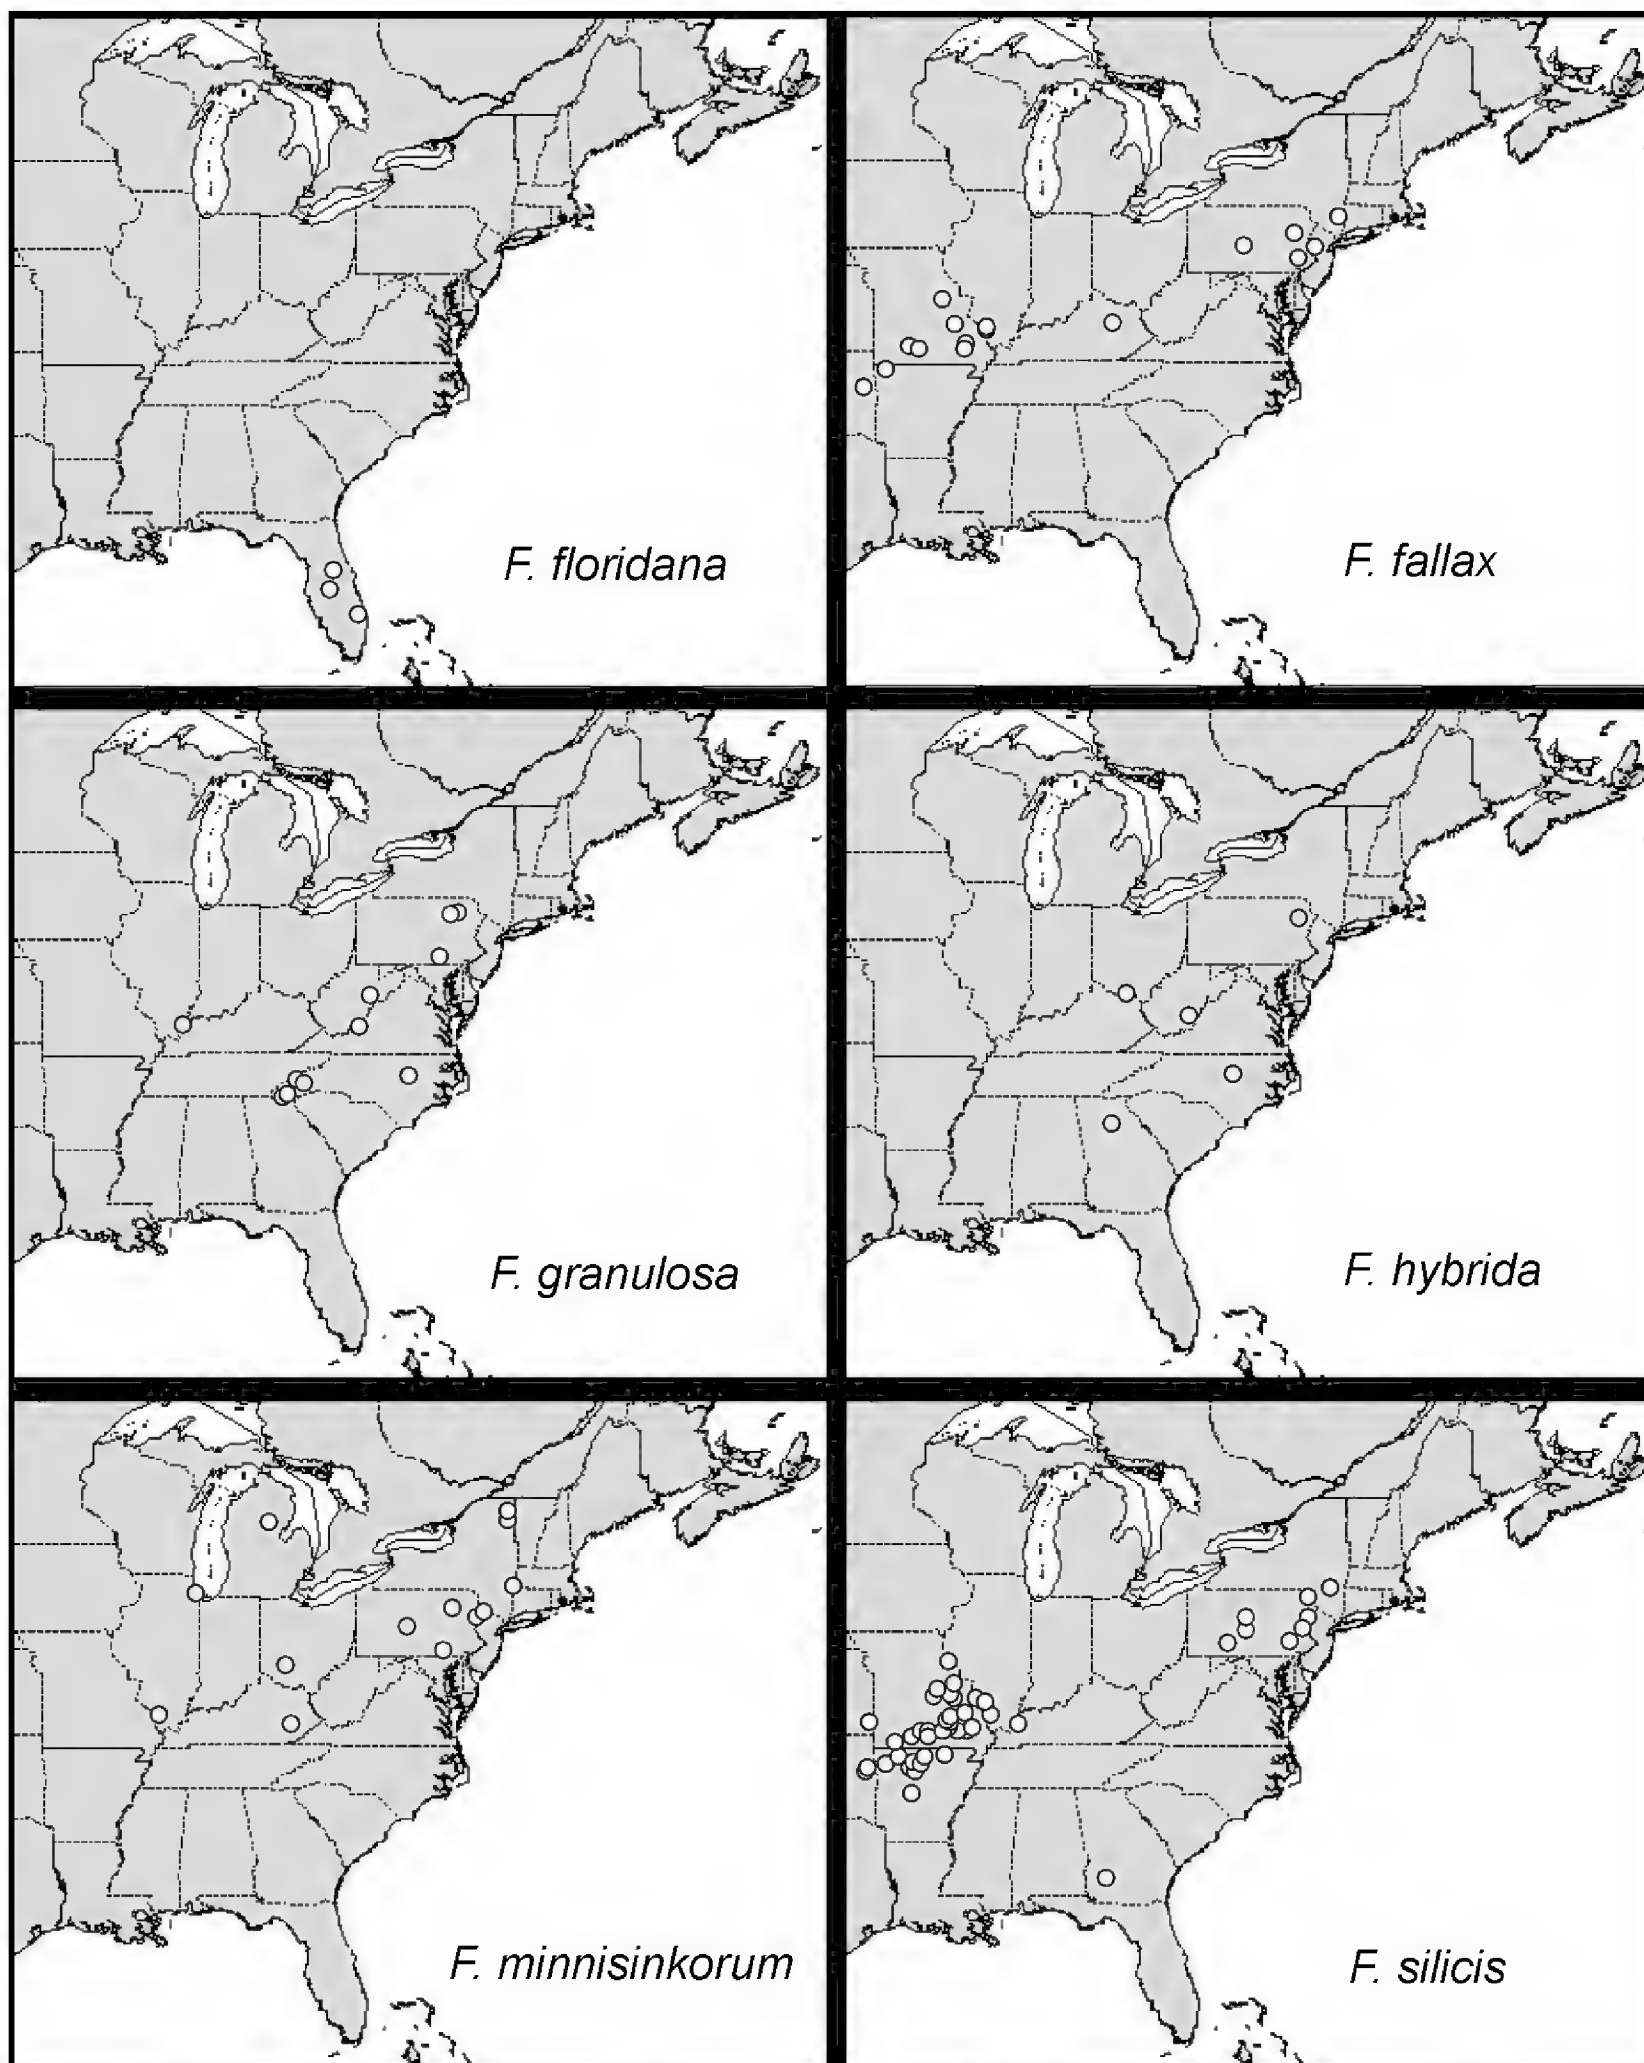 F. floridana
F. fallax
F. granulosa
F. hybrida
F. minnisinkorum
F. silicis